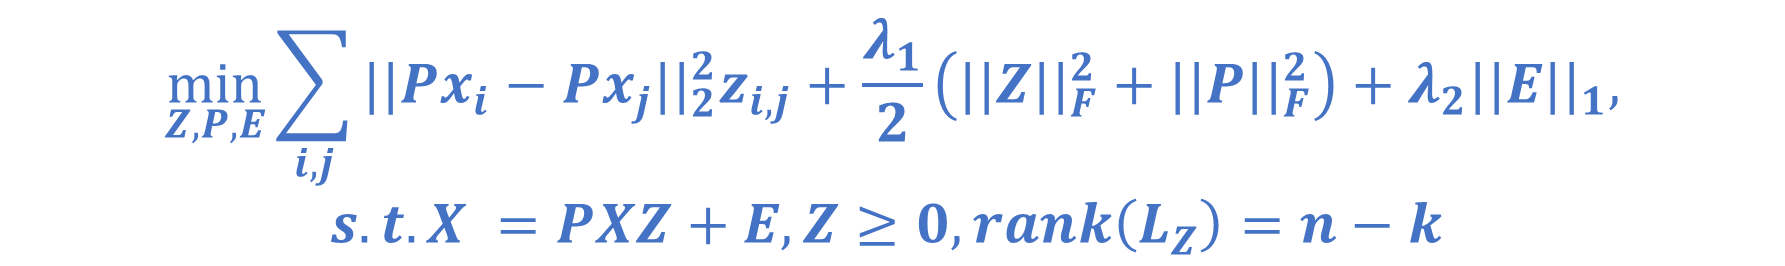 min_{Z,P,E} ∑_{i,j} ||Px_i − Px_j||_2^2 z_{i,j} + λ_1/2 (||Z||_F^2 + ||P||_F^2) + λ_2||E||_1,
s.t. X = PXZ + E, Z ≥ 0, rank(L_Z) = n − k